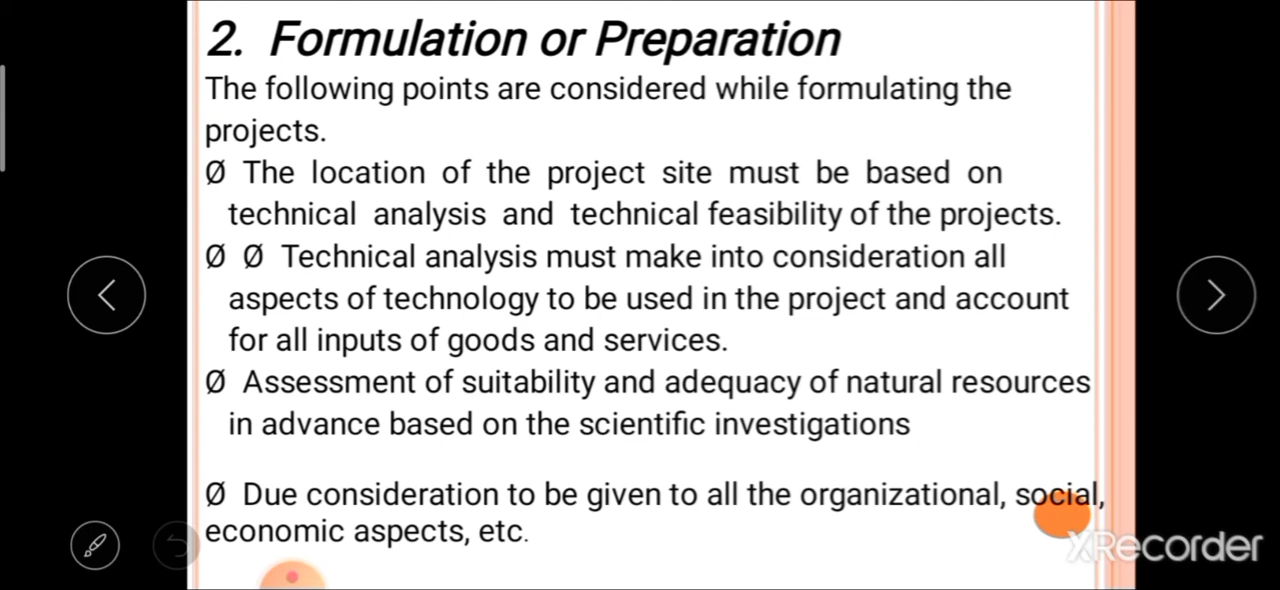 2. Formulation or Preparation
The following points are considered while formulating the
projects.
Ø The location of the project site must be based on
technical analysis and technical feasibility of the projects.
Ø Ø Technical analysis must make into consideration all
aspects of technology to be used in the project and account
for all inputs of goods and services.
Ø Assessment of suitability and adequacy of natural resources
in advance based on the scientific investigations
Ø Due consideration to be given to all the organizational, social,
economic aspects, etc.
XRecorder